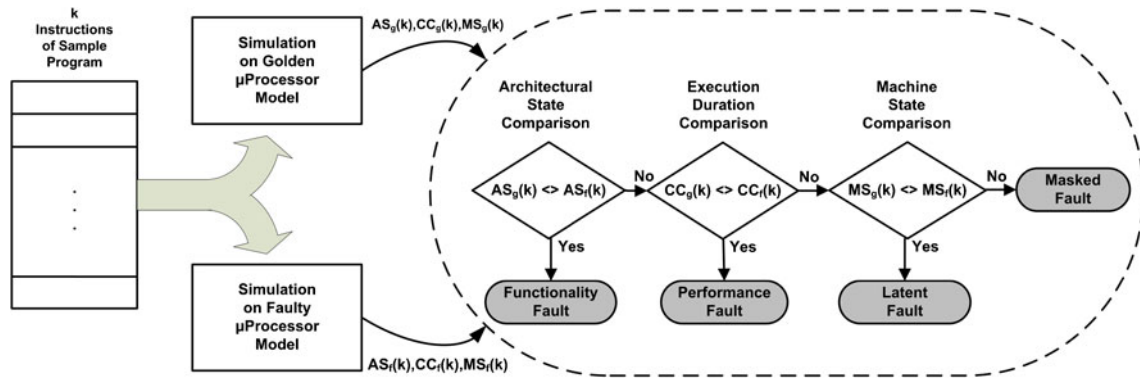 k
Instructions
of Sample
Program
.
.
.
Simulation
on Golden
µProcessor
Model
Simulation
on Faulty
µProcessor
Model
ASg(k),CCg(k),MSg(k)
ASf(k),CCf(k),MSf(k)
Architectural
State
Comparison
Execution
Duration
Comparison
Machine
State
Comparison
ASg(k) <> ASf(k)
No
CCg(k) <> CCf(k)
No
MSg(k) <> MSf(k)
No
Masked
Fault
Yes
Yes
Yes
Functionality
Fault
Performance
Fault
Latent
Fault